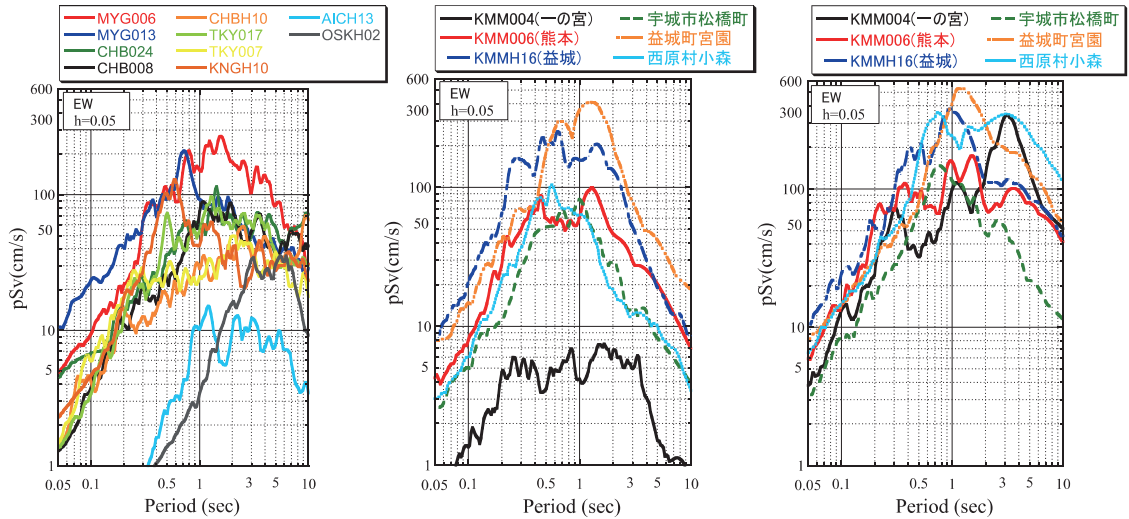 MYG006
MYG013
CHB024
CHB008
CHBH10
TKY017
TKY007
KNGH10
AICH13
OSKH02
EW
h=0.05
pSv(cm/s)
600
300
100
50
10
5
1
0.05 0.1 0.3 1 3 5 10
Period (sec)
KMM004(一の宮)
KMM006(熊本)
KMMH16(益城)
宇城市松橋町
益城町宮園
西原村小森
EW
h=0.05
pSv(cm/s)
600
300
100
50
10
5
1
0.05 0.1 0.3 1 3 5 10
Period (sec)
KMM004(一の宮)
KMM006(熊本)
KMMH16(益城)
宇城市松橋町
益城町宮園
西原村小森
EW
h=0.05
pSv(cm/s)
600
300
100
50
10
5
1
0.05 0.1 0.3 1 3 5 10
Period (sec)